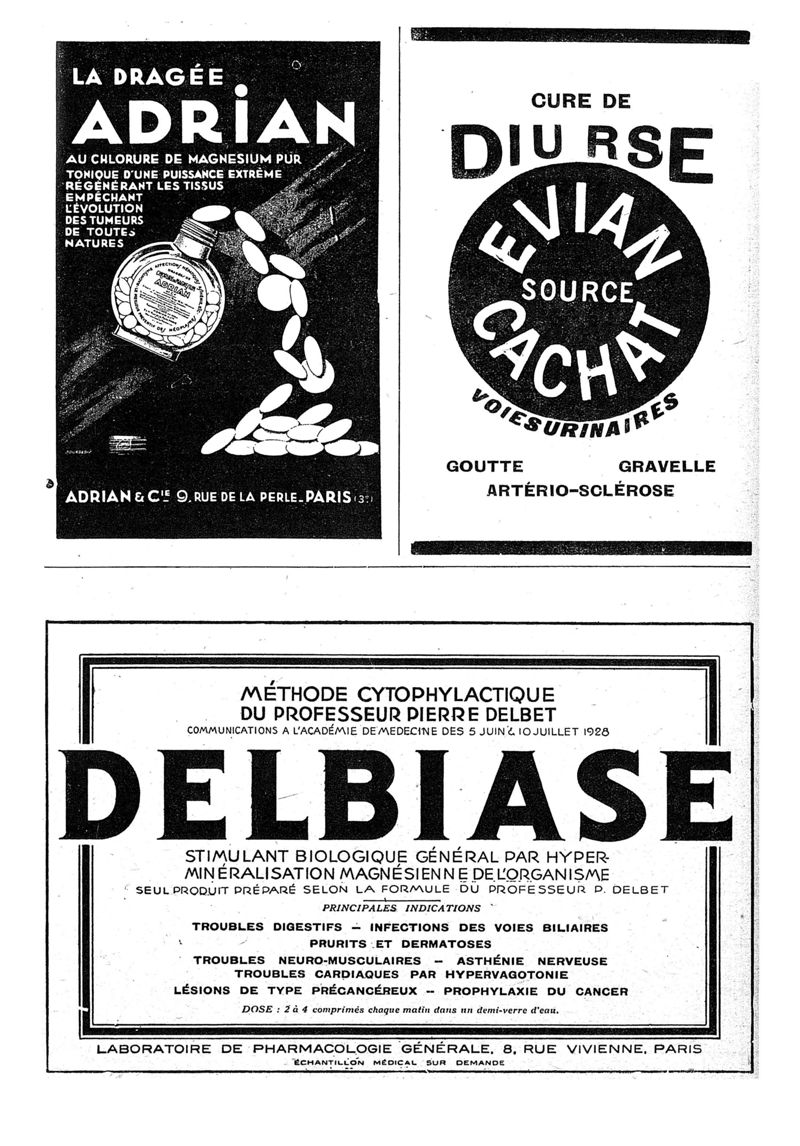 LA DRAGÉE
ADRIAN
AU CHLORURE DE MAGNESIUM PUR
TONIQUE D'UNE PUISSANCE EXTRÊME
RÉGÉNÉRANT LES TISSUS
EMPÉCHANT
L'ÉVOLUTION
DES TUMEURS
DE TOUTES
NATURES
ADRIAN
ADRIAN & CIE 9, RUE DE LA PERLE_PARIS (3e)
CURE DE
DIURSE
EVIAN
SOURCE
CACHAT
VOIES URINAIRES
GOUTTE GRAVELLE
ARTÉRIO-SCLÉROSE
MÉTHODE CYTOPHYLACTIQUE
DU PROFESSEUR PIERRE DELBET
COMMUNICATIONS A L'ACADÉMIE DE MEDECINE DES 5 JUIN & 10 JUILLET 1928
DELBIASE
STIMULANT BIOLOGIQUE GÉNÉRAL PAR HYPER-
MINÉRALISATION MAGNÉSIENNE DE L'ORGANISME
SEUL PRODUIT PRÉPARÉ SELON LA FORMULE DU PROFESSEUR P. DELBET
PRINCIPALES INDICATIONS
TROUBLES DIGESTIFS – INFECTIONS DES VOIES BILIAIRES
PRURITS ET DERMATOSES
TROUBLES NEURO-MUSCULAIRES – ASTHÉNIE NERVEUSE
TROUBLES CARDIAQUES PAR HYPERVAGOTONIE
LÉSIONS DE TYPE PRÉCANCÉREUX – PROPHYLAXIE DU CANCER
DOSE : 2 à 4 comprimés chaque matin dans un demi-verre d'eau.
LABORATOIRE DE PHARMACOLOGIE GÉNÉRALE, 8, RUE VIVIENNE, PARIS
ÉCHANTILLON MÉDICAL SUR DEMANDE